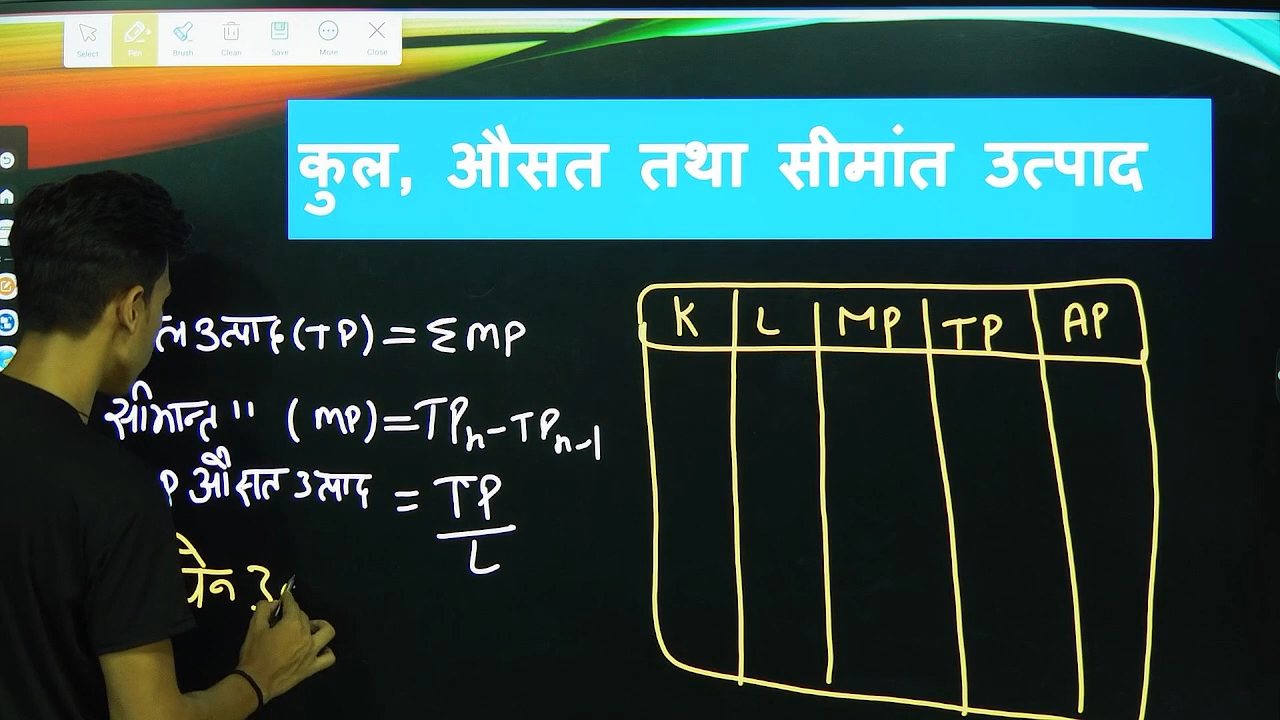 Select Pen Brush Clean Save More Close
कुल, औसत तथा सीमांत उत्पाद
ल उत्पाद (TP) = Σ MP
सीमान्त " (MP) = TPn - TPn-1
P औसत उत्पाद = TP
L
K L MP TP AP